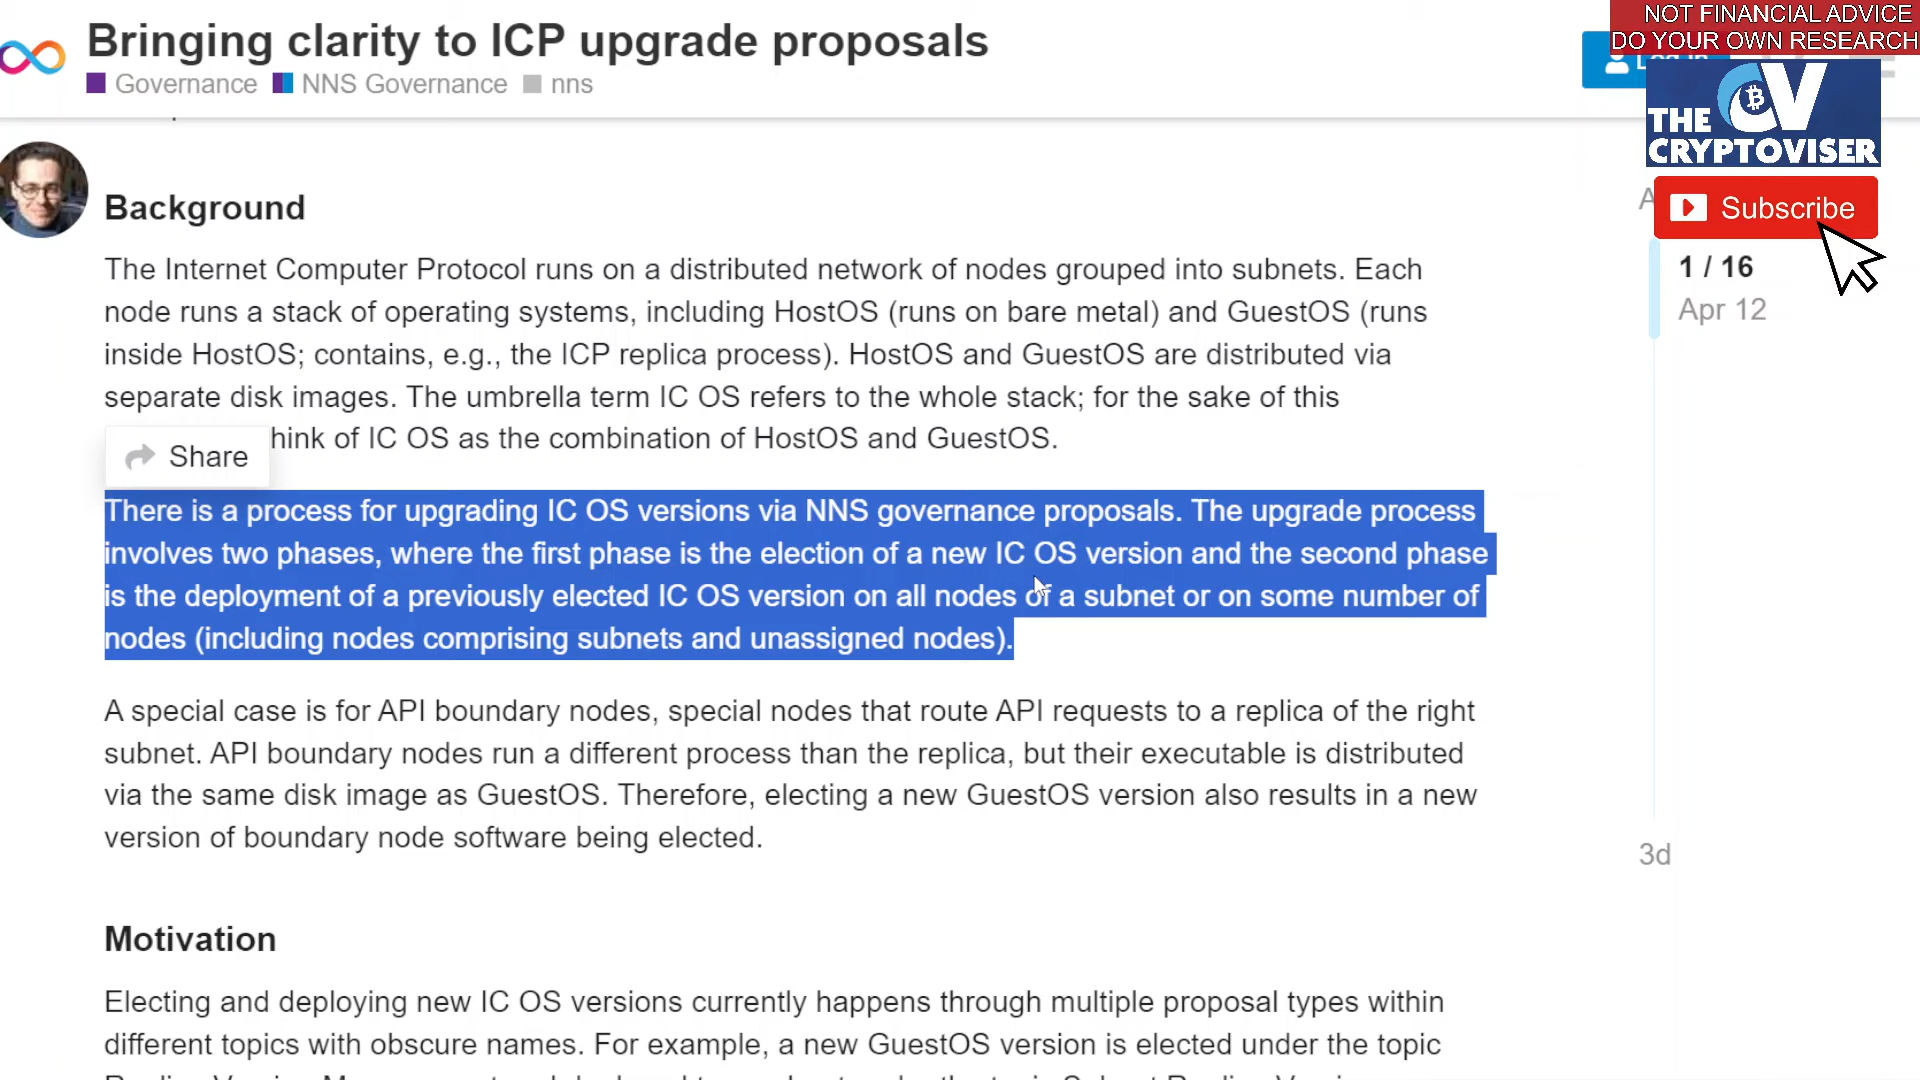 Bringing clarity to ICP upgrade proposals
Governance NNS Governance nns
NOT FINANCIAL ADVICE
DO YOUR OWN RESEARCH
THE CV
CRYPTOVISER
Subscribe
1 / 16
Apr 12
3d
Background
The Internet Computer Protocol runs on a distributed network of nodes grouped into subnets. Each
node runs a stack of operating systems, including HostOS (runs on bare metal) and GuestOS (runs
inside HostOS; contains, e.g., the ICP replica process). HostOS and GuestOS are distributed via
separate disk images. The umbrella term IC OS refers to the whole stack; for the sake of this
hink of IC OS as the combination of HostOS and GuestOS.
Share
There is a process for upgrading IC OS versions via NNS governance proposals. The upgrade process
involves two phases, where the first phase is the election of a new IC OS version and the second phase
is the deployment of a previously elected IC OS version on all nodes of a subnet or on some number of
nodes (including nodes comprising subnets and unassigned nodes).
A special case is for API boundary nodes, special nodes that route API requests to a replica of the right
subnet. API boundary nodes run a different process than the replica, but their executable is distributed
via the same disk image as GuestOS. Therefore, electing a new GuestOS version also results in a new
version of boundary node software being elected.
Motivation
Electing and deploying new IC OS versions currently happens through multiple proposal types within
different topics with obscure names. For example, a new GuestOS version is elected under the topic